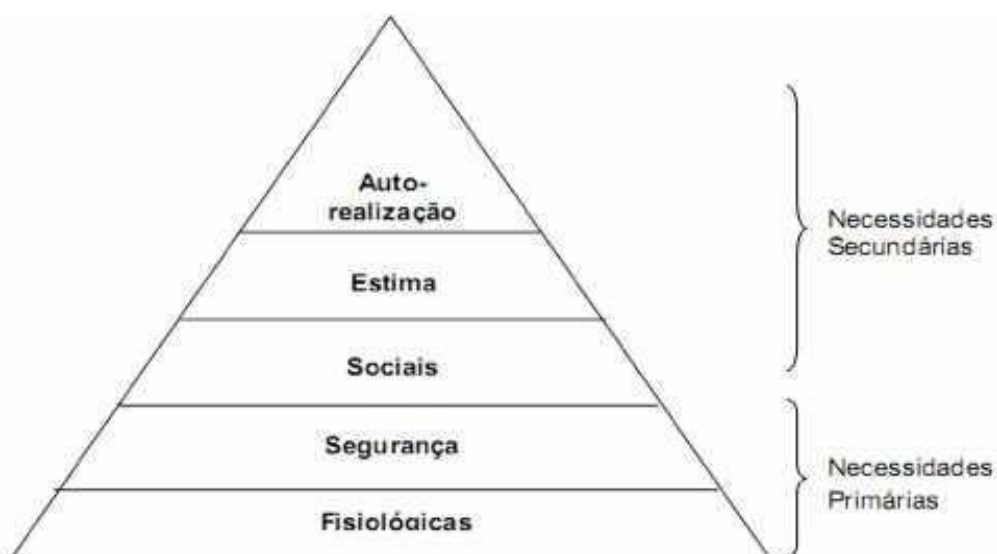 Auto-
realização
Estima
Sociais
Segurança
Fisiológicas
Necessidades
Secundárias
Necessidades
Primárias